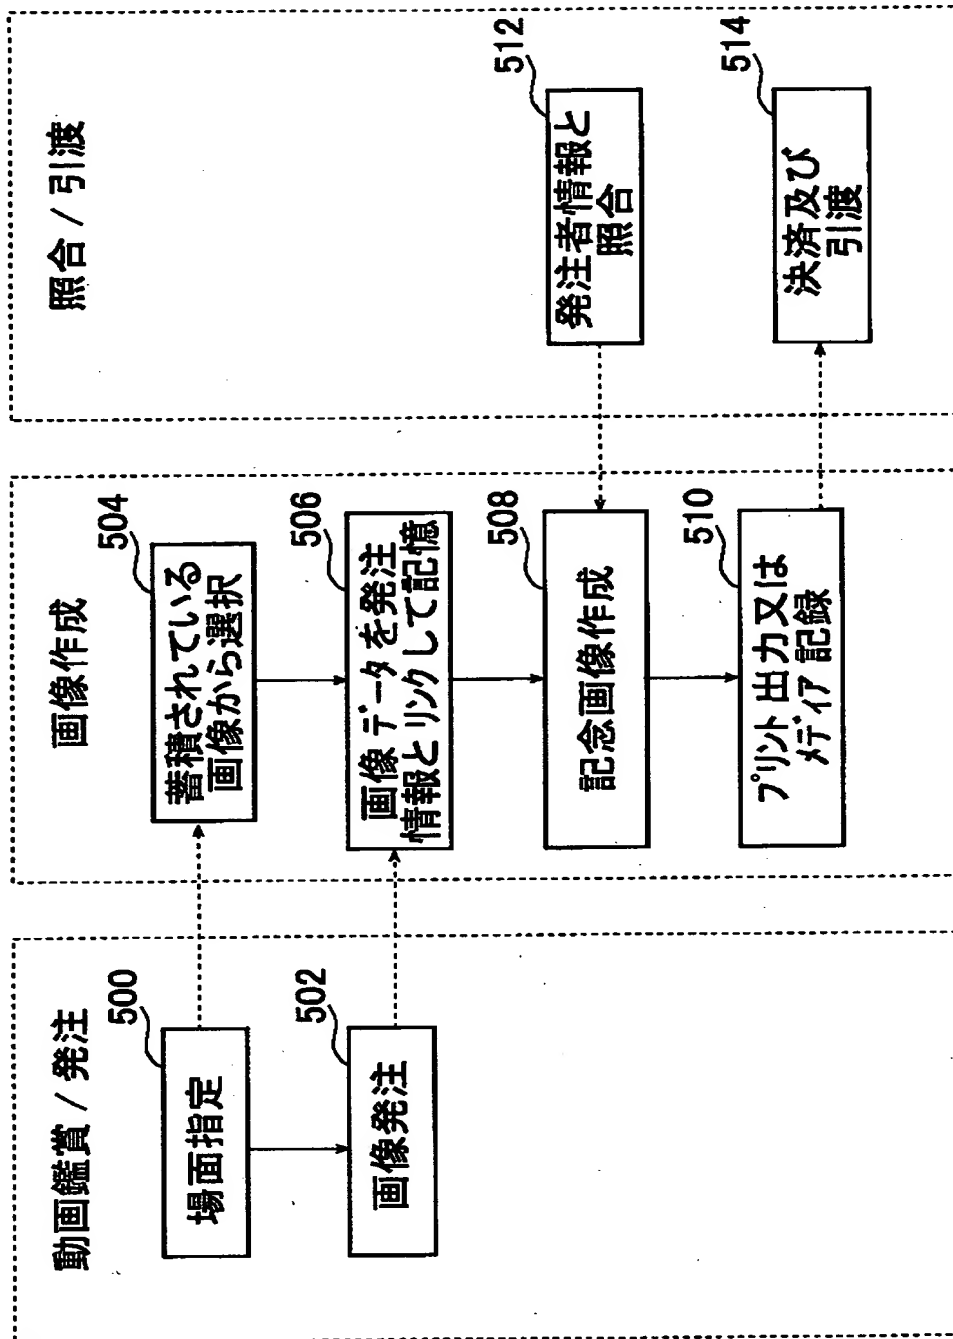 動画鑑賞 / 発注
500
場面指定
502
画像発注
画像作成
504
蓄積されている
画像から選択
506
画像データを発注
情報とリンクして記憶
508
記念画像作成
510
プリント出力又は
メディア記録
照合 / 引渡
512
発注者情報と
照合
514
決済及び
引渡